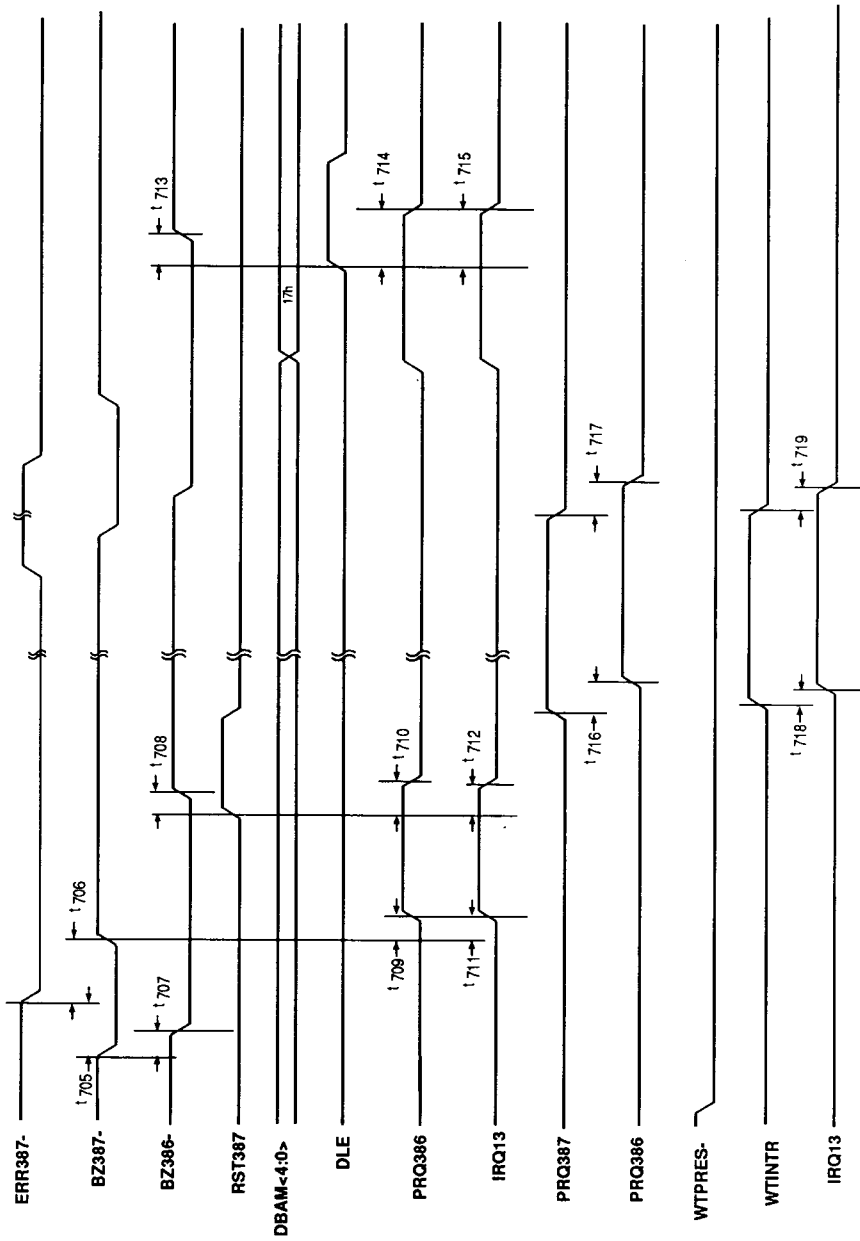 ERR387-
BZ387-
t705
t706
BZ386-
t707
t708
t713
RST387
DBAM<4:0>
17h
DLE
PRQ386
t709
t710
t714
IRQ13
t711
t712
t715
PRQ387
PRQ386
t716
t717
WTPRES-
WTINTR
IRQ13
t718
t719